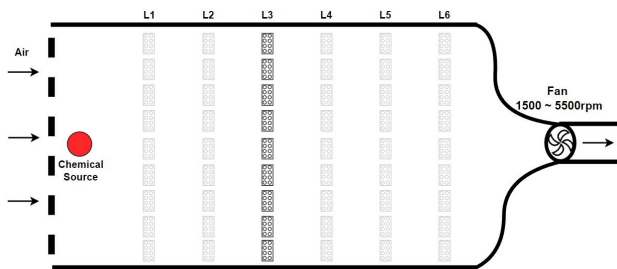 L1 L2 L3 L4 L5 L6
Air
Fan
1500 ~ 5500rpm
Chemical
Source